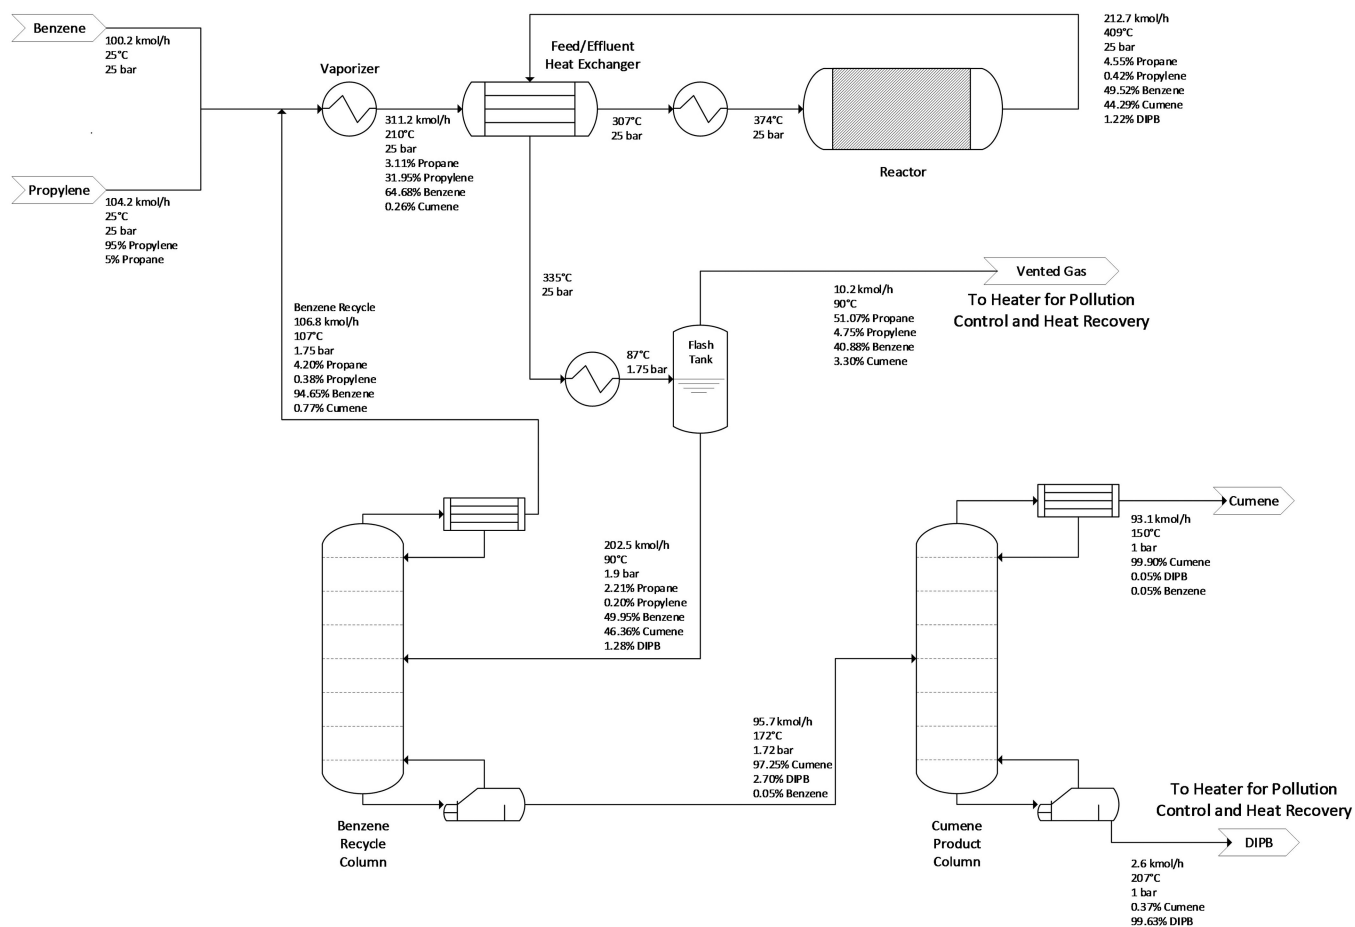 Benzene
100.2 kmol/h
25°C
25 bar
Propylene
104.2 kmol/h
25°C
25 bar
95% Propylene
5% Propane
Vaporizer
311.2 kmol/h
210°C
25 bar
3.11% Propane
31.95% Propylene
64.68% Benzene
0.26% Cumene
Feed/Effluent
Heat Exchanger
307°C
25 bar
374°C
25 bar
Reactor
212.7 kmol/h
409°C
25 bar
4.55% Propane
0.42% Propylene
49.52% Benzene
44.29% Cumene
1.22% DIPB
335°C
25 bar
87°C
1.75 bar
Flash
Tank
10.2 kmol/h
90°C
51.07% Propane
4.75% Propylene
40.88% Benzene
3.30% Cumene
Vented Gas
To Heater for Pollution
Control and Heat Recovery
Benzene Recycle
106.8 kmol/h
107°C
1.75 bar
4.20% Propane
0.38% Propylene
94.65% Benzene
0.77% Cumene
202.5 kmol/h
90°C
1.9 bar
2.21% Propane
0.20% Propylene
49.95% Benzene
46.36% Cumene
1.28% DIPB
Benzene
Recycle
Column
95.7 kmol/h
172°C
1.72 bar
97.25% Cumene
2.70% DIPB
0.05% Benzene
Cumene
93.1 kmol/h
150°C
1 bar
99.90% Cumene
0.05% DIPB
0.05% Benzene
Cumene
Product
Column
To Heater for Pollution
Control and Heat Recovery
DIPB
2.6 kmol/h
207°C
1 bar
0.37% Cumene
99.63% DIPB